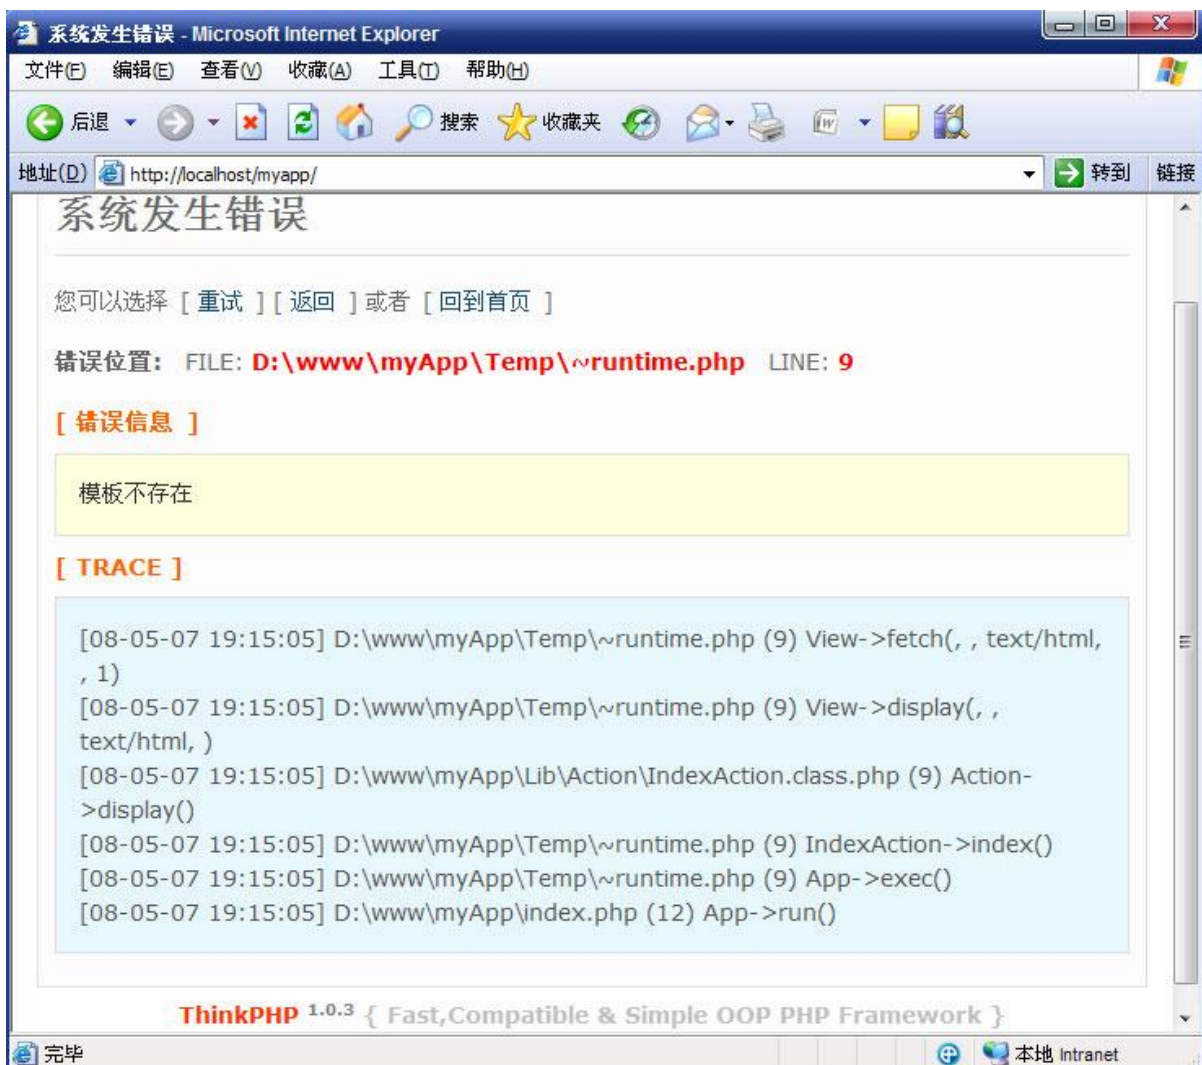 系统发生错误 - Microsoft Internet Explorer
文件(F) 编辑(E) 查看(V) 收藏(A) 工具(T) 帮助(H)
后退 搜索 收藏夹
地址(D) http://localhost/myapp/ 转到 链接
系统发生错误
您可以选择 [ 重试 ] [ 返回 ] 或者 [ 回到首页 ]
错误位置: FILE: D:\www\myApp\Temp\~runtime.php LINE: 9
[ 错误信息 ]
模板不存在
[ TRACE ]
[08-05-07 19:15:05] D:\www\myApp\Temp\~runtime.php (9) View->fetch(, , text/html,
, 1)
[08-05-07 19:15:05] D:\www\myApp\Temp\~runtime.php (9) View->display(, ,
text/html, )
[08-05-07 19:15:05] D:\www\myApp\Lib\Action\IndexAction.class.php (9) Action-
>display()
[08-05-07 19:15:05] D:\www\myApp\Temp\~runtime.php (9) IndexAction->index()
[08-05-07 19:15:05] D:\www\myApp\Temp\~runtime.php (9) App->exec()
[08-05-07 19:15:05] D:\www\myApp\index.php (12) App->run()
ThinkPHP 1.0.3 { Fast,Compatible & Simple OOP PHP Framework }
完毕 本地 Intranet